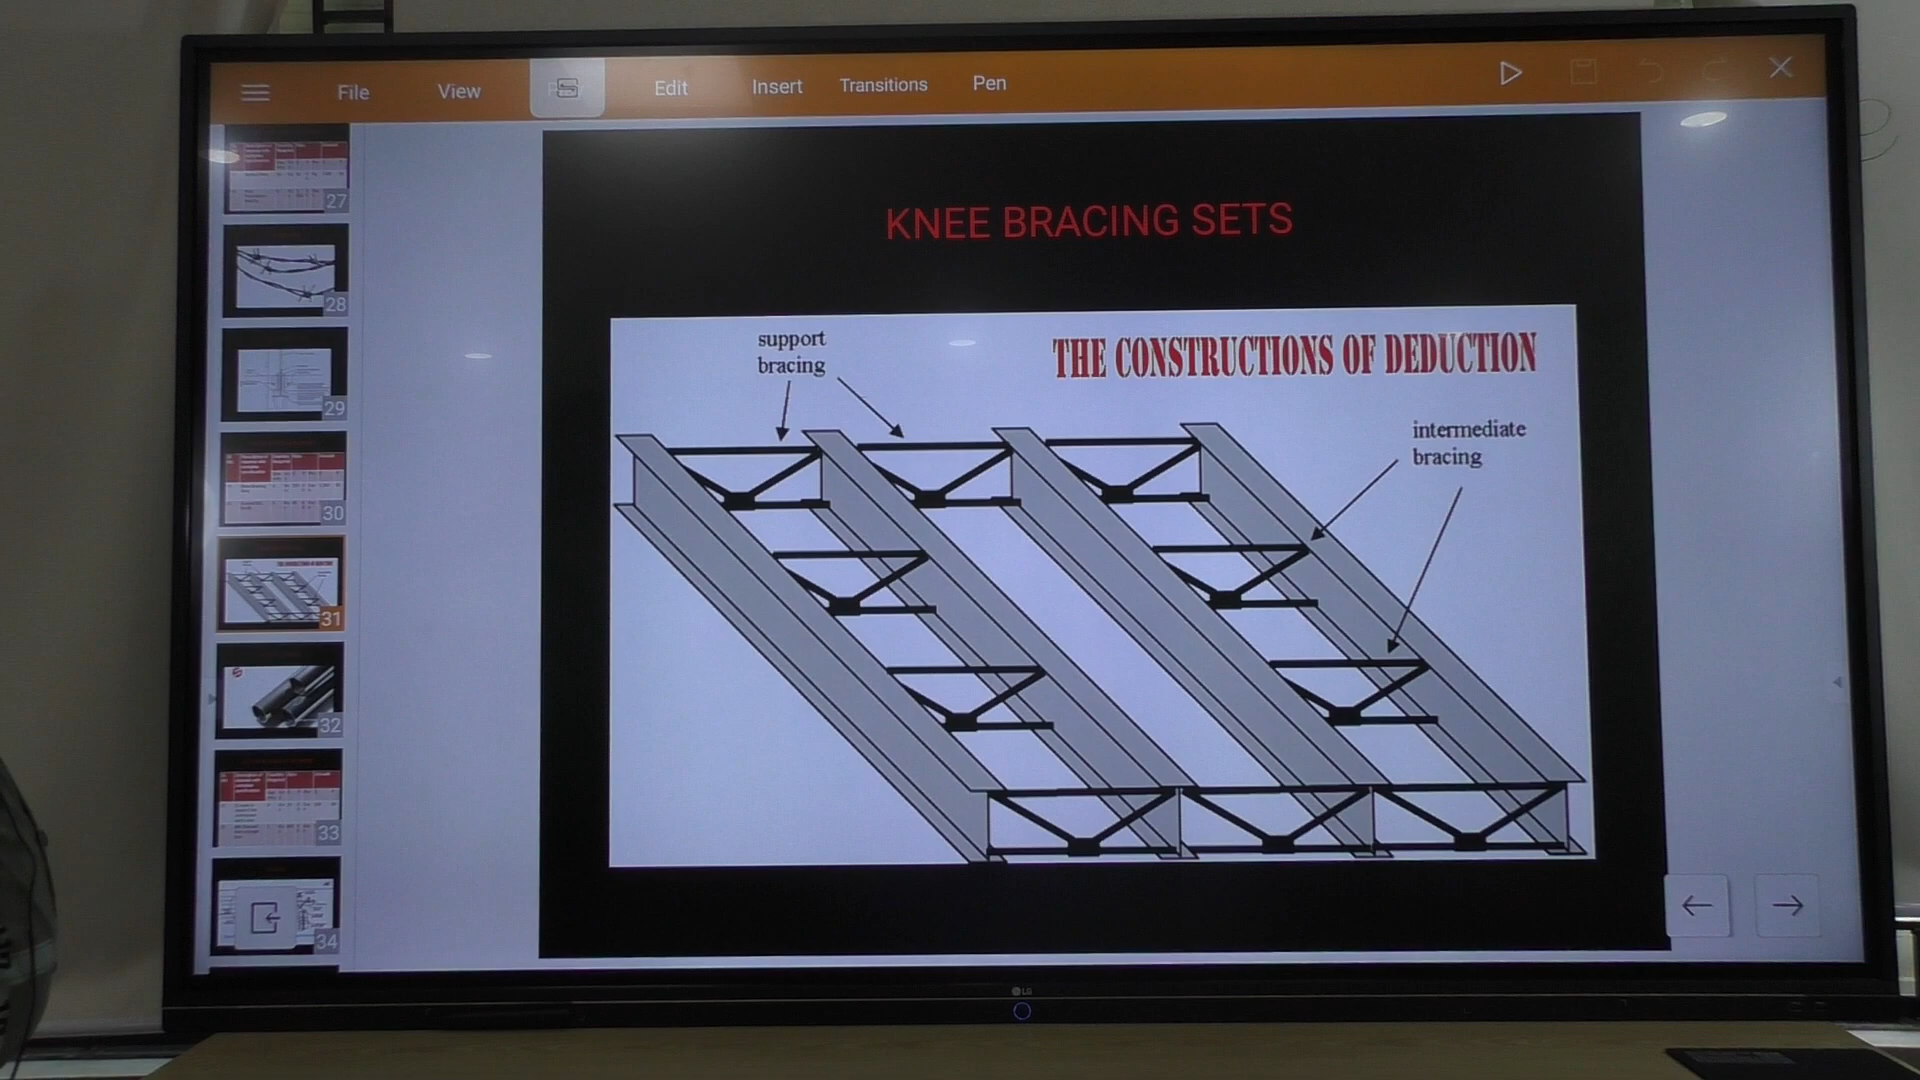 File
View
Edit
Insert
Transitions
Pen
27
28
29
30
31
32
33
34
KNEE BRACING SETS
THE CONSTRUCTIONS OF DEDUCTION
support
bracing
intermediate
bracing
LG